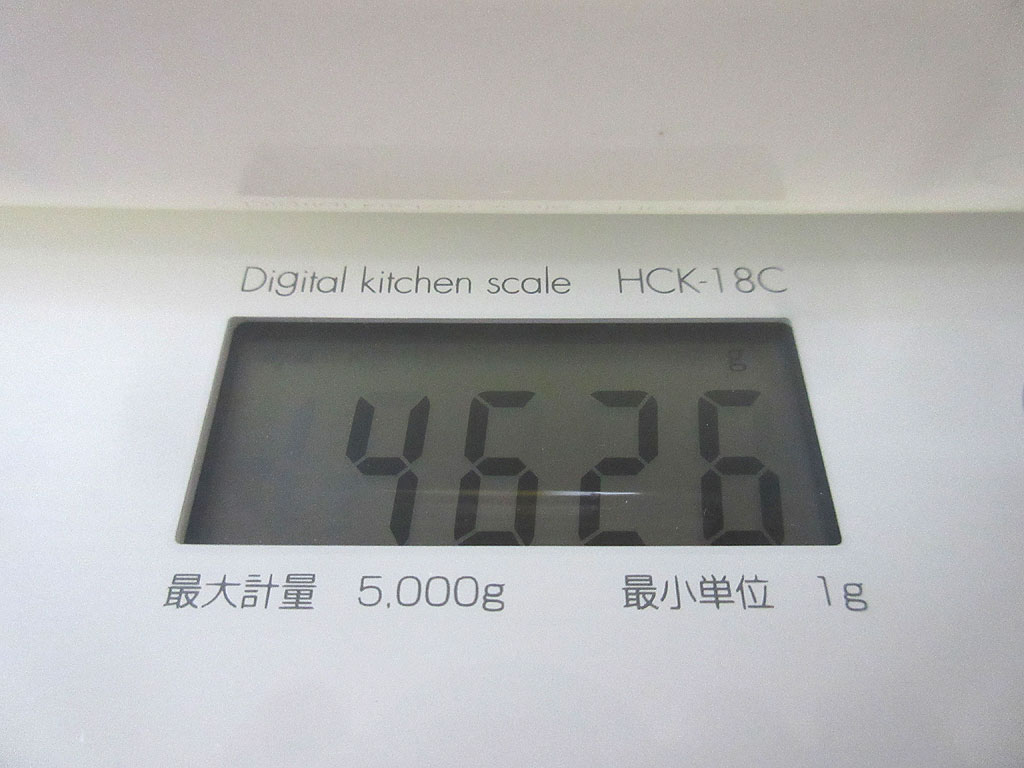 Digital kitchen scale HCK-18C
g
4626
最大計量 5,000g 最小単位 1g